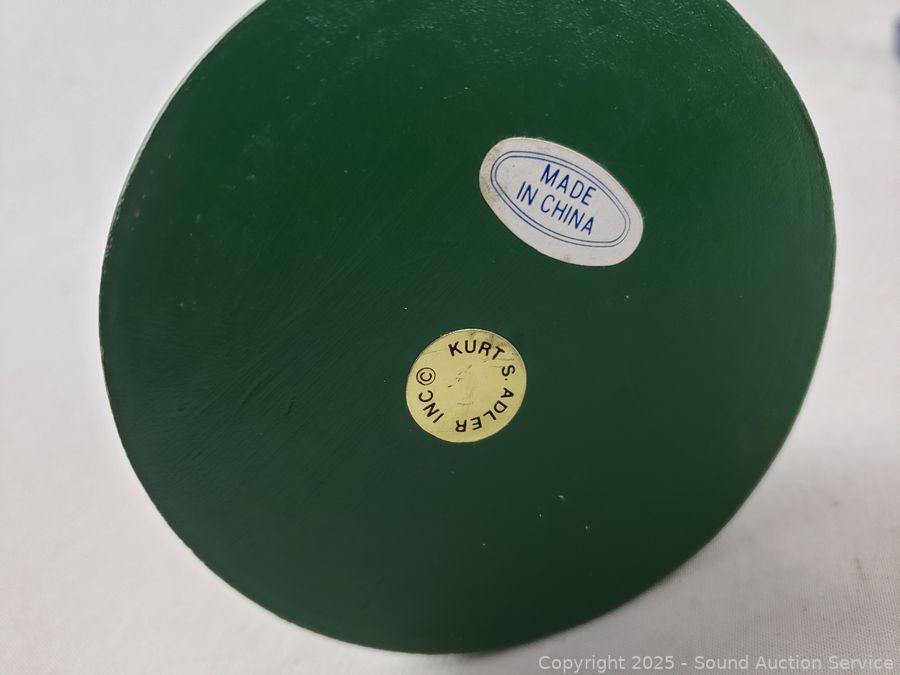 MADE
IN CHINA
KURT S. ADLER INC ©
Copyright 2025 - Sound Auction Service